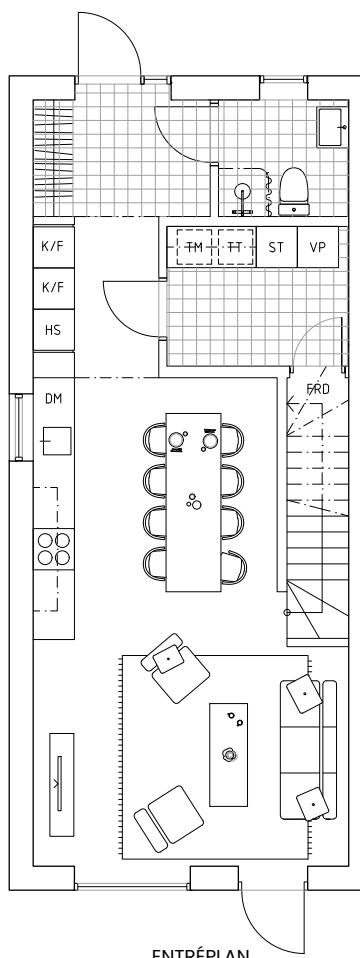 K/F
TM TT ST VP
K/F
HS
DM
FRD
ENTRÉPLAN